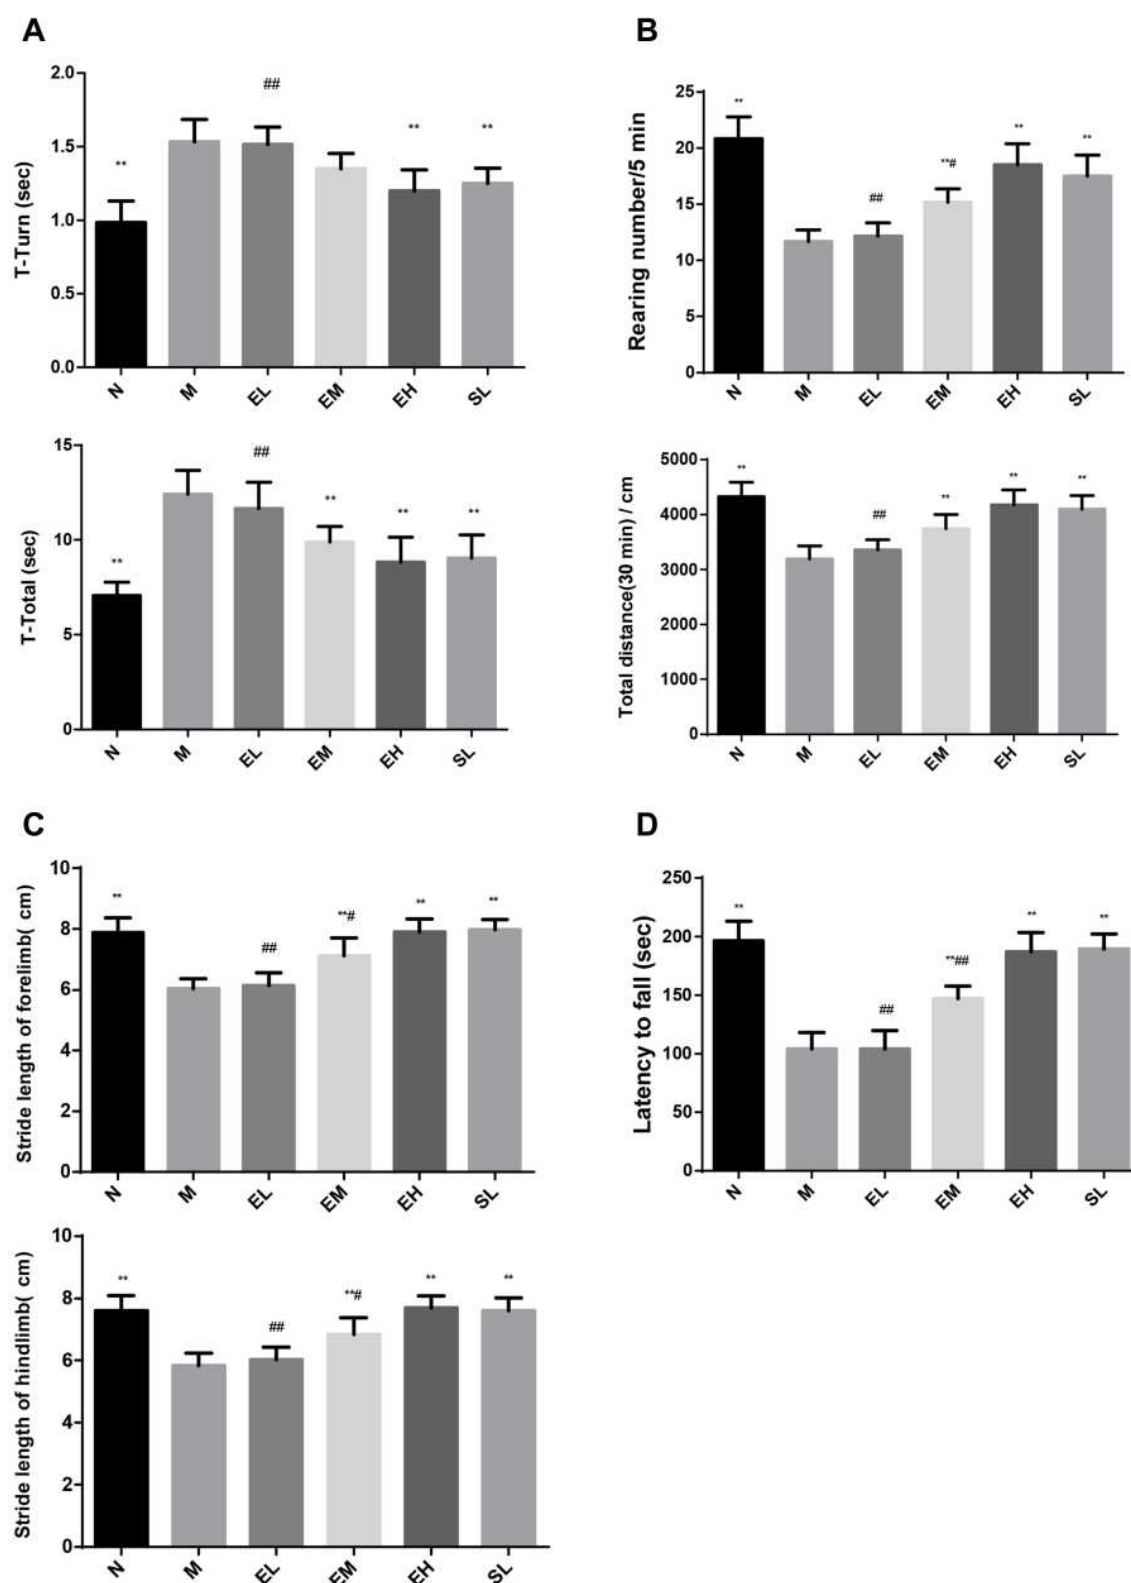 A
T-Turn (sec)
2.0
1.5
1.0
0.5
0.0
** ## ** **
N M EL EM EH SL
T-Total (sec)
15
10
5
0
** ## ** ** **
N M EL EM EH SL
B
Rearing number/5 min
25
20
15
10
5
0
** ## **# ** **
N M EL EM EH SL
Total distance(30 min) / cm
5000
4000
3000
2000
1000
0
** ## ** ** **
N M EL EM EH SL
C
Stride length of forelimb( cm)
10
8
6
4
2
0
** ## **# ** **
N M EL EM EH SL
Stride length of hindlimb( cm)
10
8
6
4
2
0
** ## **# ** **
N M EL EM EH SL
D
Latency to fall (sec)
250
200
150
100
50
0
** ## **## ** **
N M EL EM EH SL